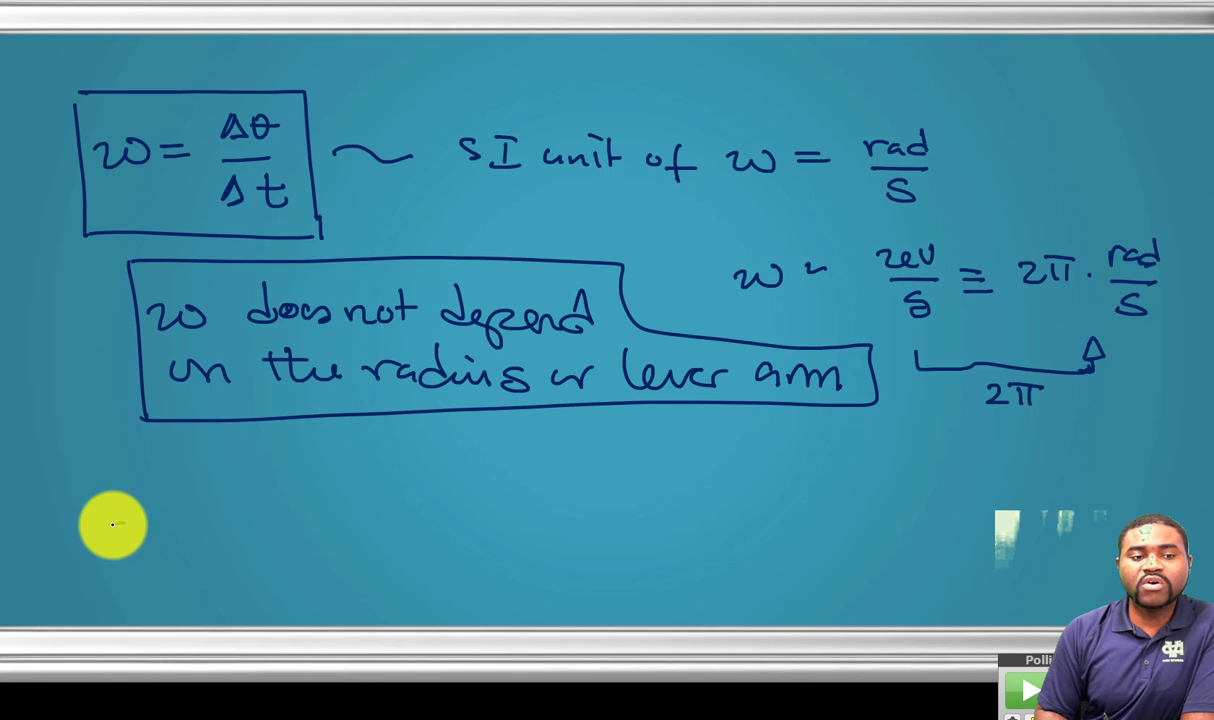 ω = Δθ/Δt ~ SI unit of ω = rad/s
ω ~ rev/s ≡ 2π · rad/s
2π
ω does not depend
on the radius or lever arm
Polli